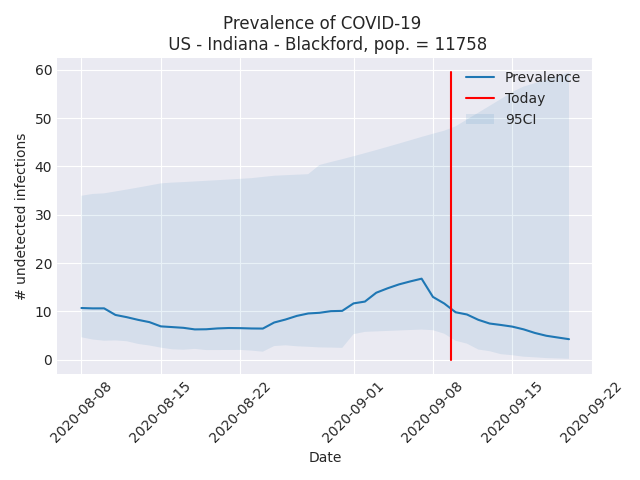 Prevalence of COVID-19
US - Indiana - Blackford, pop. = 11758
60
50
40
30
20
10
0
# undetected infections
Prevalence
Today
95CI
2020-08-08
2020-08-15
2020-08-22
2020-09-01
2020-09-08
2020-09-15
2020-09-22
Date